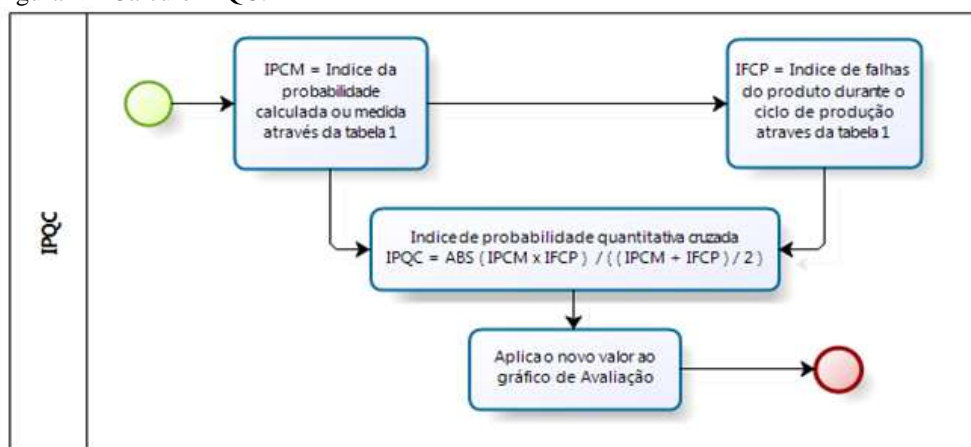 IPQC
IPCM = Indice da
probabilidade
calculada ou medida
através da tabela 1
IFCP = Indice de falhas
do produto durante o
ciclo de produção
atraves da tabela 1
Indice de probabilidade quantitativa cruzada
IPQC = ABS ( IPCM x IFCP ) / ( ( IPCM + IFCP ) / 2 )
Aplica o novo valor ao
gráfico de Avaliação